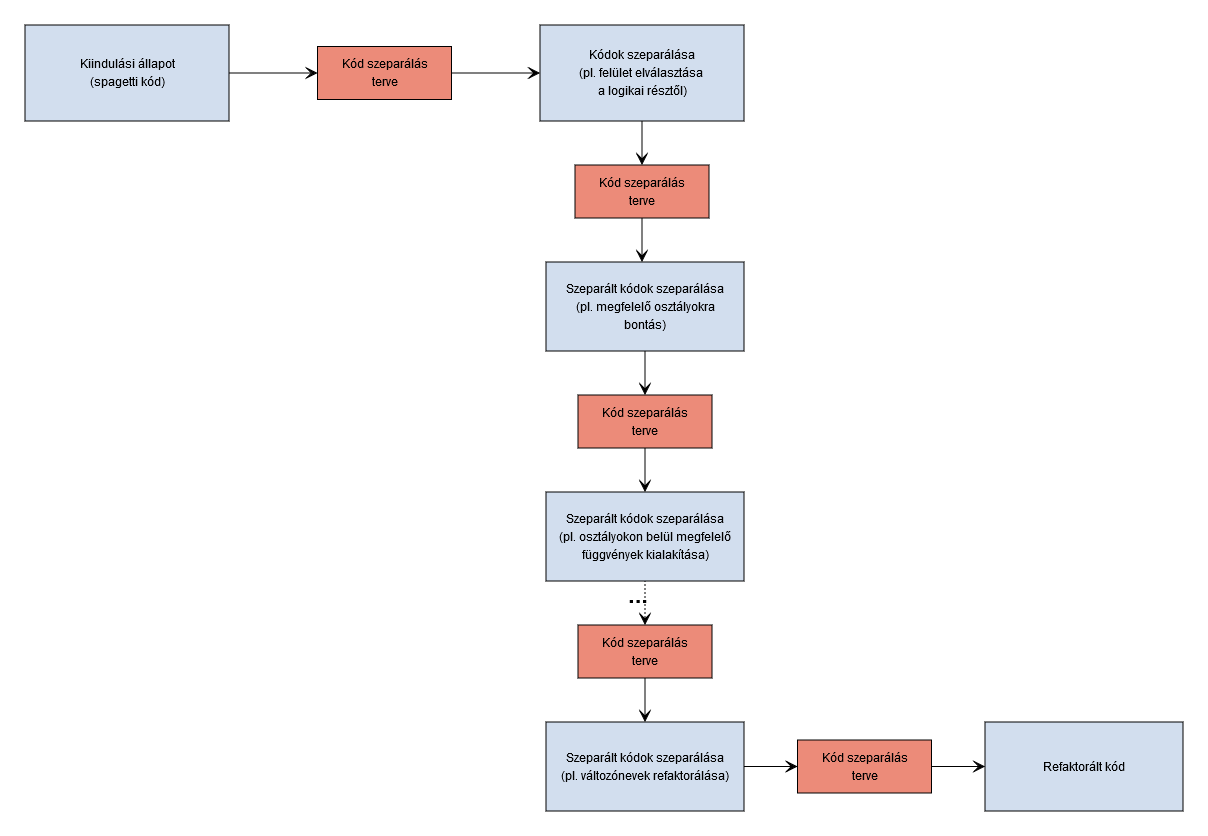 Kiindulási állapot
(spagetti kód)
Kód szeparálás
terve
Kódok szeparálása
(pl. felület elválasztása
a logikai résztől)
Kód szeparálás
terve
Szeparált kódok szeparálása
(pl. megfelelő osztályokra
bontás)
Kód szeparálás
terve
Szeparált kódok szeparálása
(pl. osztályokon belül megfelelő
függvények kialakítása)
...
Kód szeparálás
terve
Szeparált kódok szeparálása
(pl. változónevek refaktorálása)
Kód szeparálás
terve
Refaktorált kód